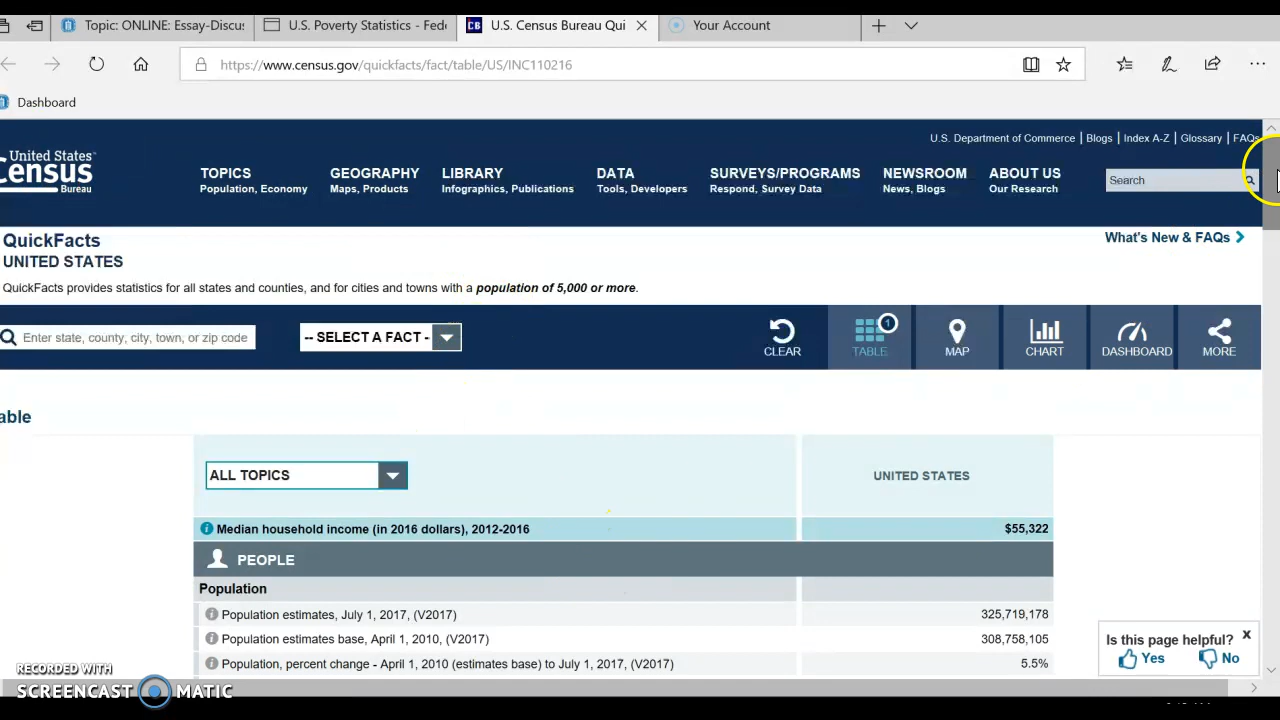 Topic: ONLINE: Essay-Discus
U.S. Poverty Statistics - Fede
U.S. Census Bureau Qui
Your Account
https://www.census.gov/quickfacts/fact/table/US/INC110216
Dashboard
U.S. Department of Commerce | Blogs | Index A-Z | Glossary | FAQs
United States
Census
Bureau
TOPICS
Population, Economy
GEOGRAPHY
Maps, Products
LIBRARY
Infographics, Publications
DATA
Tools, Developers
SURVEYS/PROGRAMS
Respond, Survey Data
NEWSROOM
News, Blogs
ABOUT US
Our Research
Search
QuickFacts
What's New & FAQs
UNITED STATES
QuickFacts provides statistics for all states and counties, and for cities and towns with a population of 5,000 or more.
Enter state, county, city, town, or zip code
-- SELECT A FACT -
CLEAR
1
TABLE
MAP
CHART
DASHBOARD
MORE
able
ALL TOPICS
UNITED STATES
Median household income (in 2016 dollars), 2012-2016 $55,322
PEOPLE
Population
Population estimates, July 1, 2017, (V2017) 325,719,178
Population estimates base, April 1, 2010, (V2017) 308,758,105
Population, percent change - April 1, 2010 (estimates base) to July 1, 2017, (V2017) 5.5%
Is this page helpful? X
Yes No
RECORDED WITH
SCREENCAST MATIC